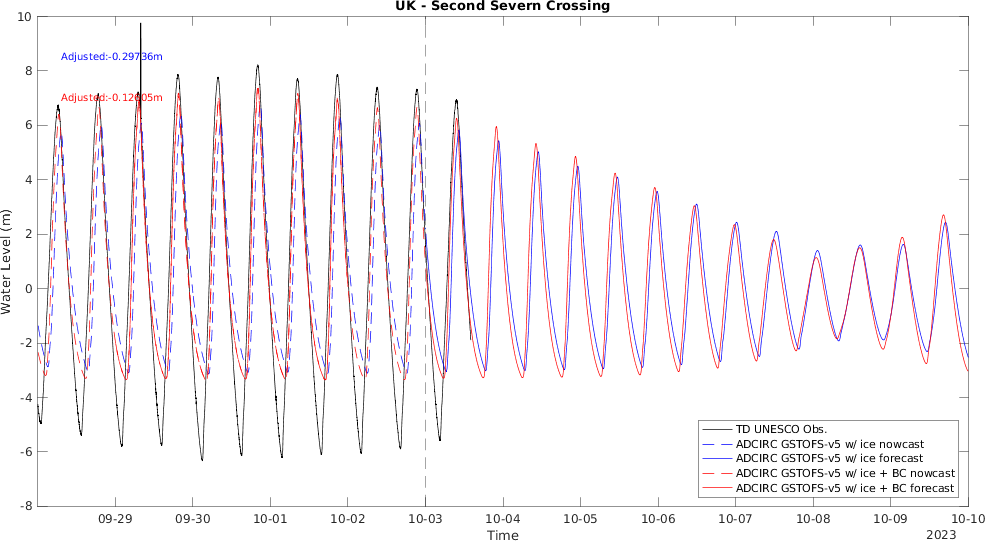 UK - Second Severn Crossing
Water Level (m)
10
8
6
4
2
0
-2
-4
-6
-8
Adjusted:-0.29736m
Adjusted:-0.12605m
TD UNESCO Obs.
ADCIRC GSTOFS-v5 w/ ice nowcast
ADCIRC GSTOFS-v5 w/ ice forecast
ADCIRC GSTOFS-v5 w/ ice + BC nowcast
ADCIRC GSTOFS-v5 w/ ice + BC forecast
09-29 09-30 10-01 10-02 10-03 10-04 10-05 10-06 10-07 10-08 10-09 10-10
Time
2023